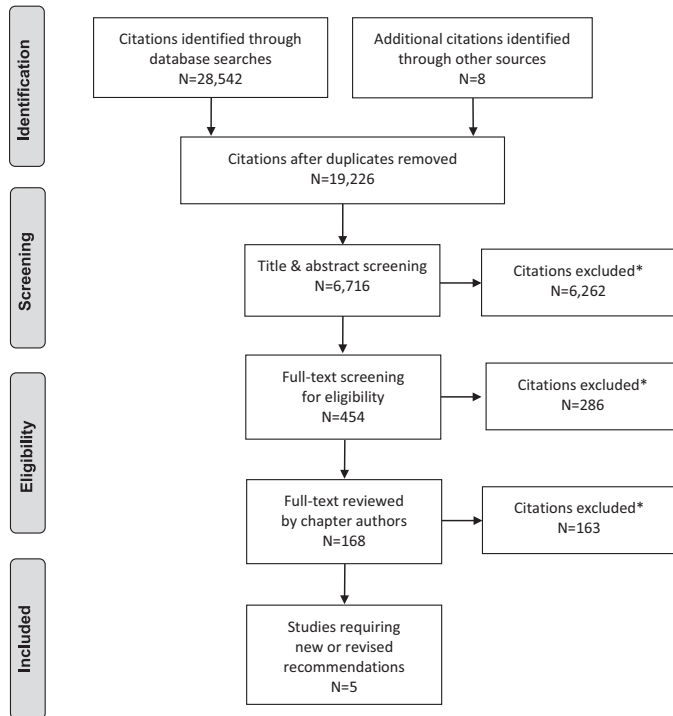 Identification
Citations identified through
database searches
N=28,542
Additional citations identified
through other sources
N=8
Citations after duplicates removed
N=19,226
Screening
Title & abstract screening
N=6,716
Citations excluded*
N=6,262
Eligibility
Full-text screening
for eligibility
N=454
Citations excluded*
N=286
Full-text reviewed
by chapter authors
N=168
Citations excluded*
N=163
Included
Studies requiring
new or revised
recommendations
N=5